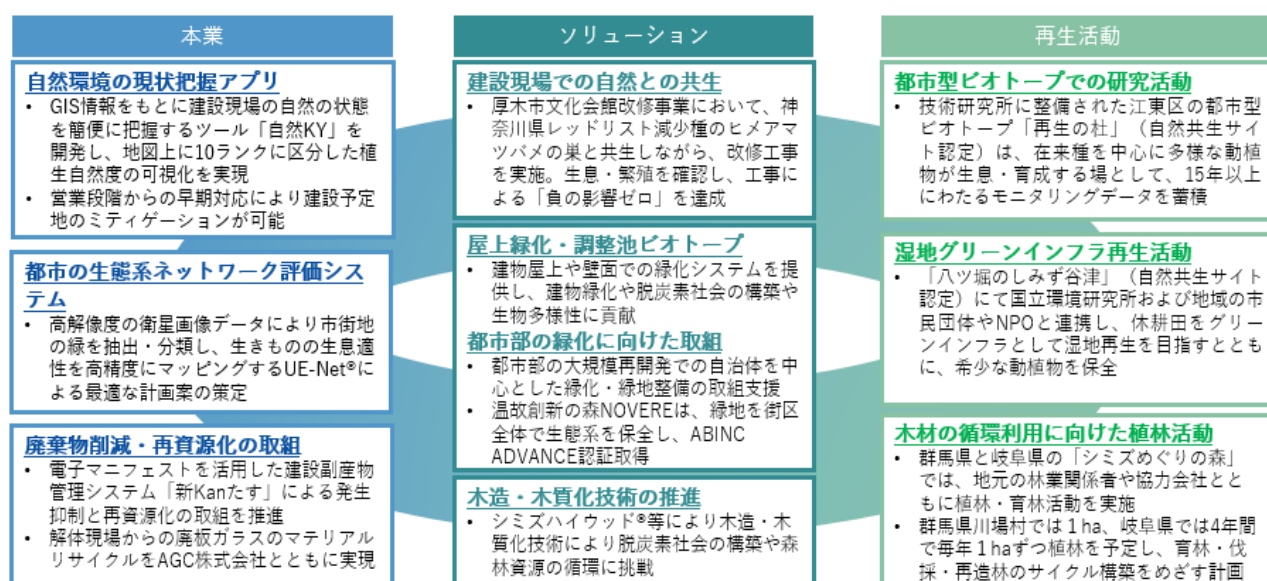 本業
自然環境の現状把握アプリ
• GIS情報をもとに建設現場の自然の状態
を簡便に把握するツール「自然KY」を
開発し、地図上に10ランクに区分した植
生自然度の可視化を実現
• 営業段階からの早期対応により建設予定
地のミティゲーションが可能
都市の生態系ネットワーク評価シス
テム
• 高解像度の衛星画像データにより市街地
の緑を抽出・分類し、生きものの生息適
性を高精度にマッピングするUE-Net®に
よる最適な計画案の策定
廃棄物削減・再資源化の取組
• 電子マニフェストを活用した建設副産物
管理システム「新Kanたす」による発生
抑制と再資源化の取組を推進
• 解体現場からの廃板ガラスのマテリアル
リサイクルをAGC株式会社とともに実現
ソリューション
建設現場での自然との共生
• 厚木市文化会館改修事業において、神
奈川県レッドリスト減少種のヒメアマ
ツバメの巣と共生しながら、改修工事
を実施。生息・繁殖を確認し、工事に
よる「負の影響ゼロ」を達成
屋上緑化・調整池ビオトープ
• 建物屋上や壁面での緑化システムを提
供し、建物緑化や脱炭素社会の構築や
生物多様性に貢献
都市部の緑化に向けた取組
• 都市部の大規模再開発での自治体を中
心とした緑化・緑地整備の取組支援
• 温故創新の森NOVEREは、緑地を街区
全体で生態系を保全し、ABINC
ADVANCE認証取得
木造・木質化技術の推進
• シミズハイウッド®等により木造・木
質化技術により脱炭素社会の構築や森
林資源の循環に挑戦
再生活動
都市型ビオトープでの研究活動
• 技術研究所に整備された江東区の都市型
ビオトープ「再生の杜」（自然共生サイ
ト認定）は、在来種を中心に多様な動植
物が生息・育成する場として、15年以上
にわたるモニタリングデータを蓄積
湿地グリーンインフラ再生活動
• 「八ツ堀のしみず谷津」（自然共生サイト
認定）にて国立環境研究所および地域の市
民団体やNPOと連携し、休耕田をグリー
ンインフラとして湿地再生を目指すととも
に、希少な動植物を保全
木材の循環利用に向けた植林活動
• 群馬県と岐阜県の「シミズめぐりの森」
では、地元の林業関係者や協力会社とと
もに植林・育林活動を実施
• 群馬県川場村では１ha、岐阜県では4年間
で毎年１haずつ植林を予定し、育林・伐
採・再造林のサイクル構築をめざす計画